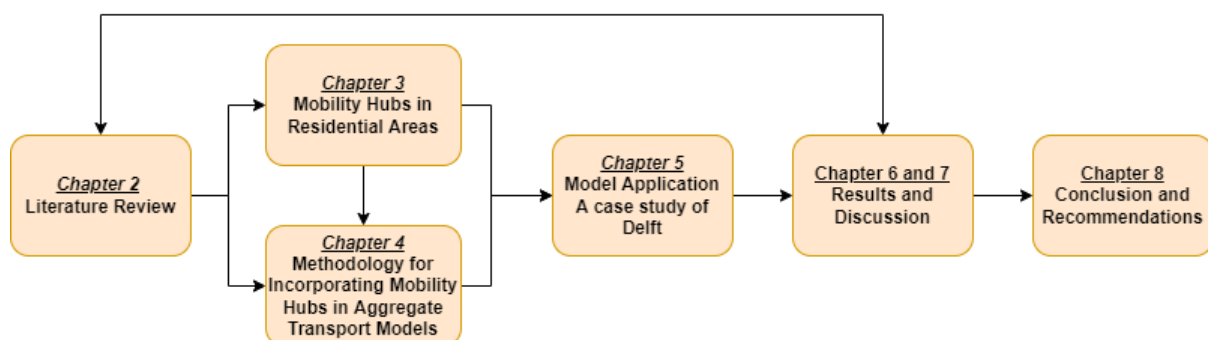 Chapter 2
Literature Review
Chapter 3
Mobility Hubs in
Residential Areas
Chapter 4
Methodology for
Incorporating Mobility
Hubs in Aggregate
Transport Models
Chapter 5
Model Application
A case study of
Delft
Chapter 6 and 7
Results and
Discussion
Chapter 8
Conclusion and
Recommendations